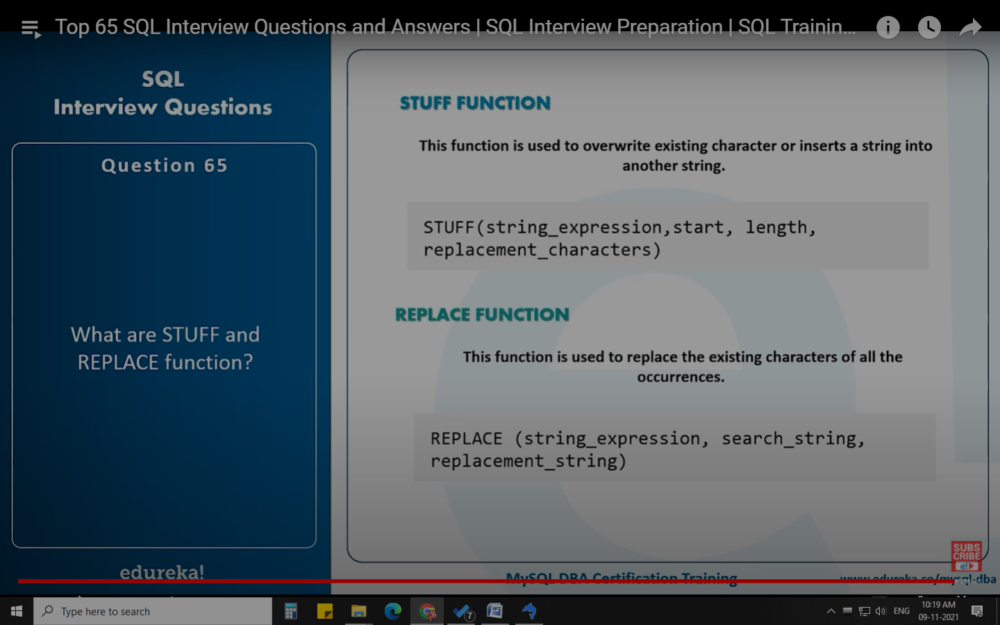 Top 65 SQL Interview Questions and Answers | SQL Interview Preparation | SQL Trainin...
SQL
Interview Questions
Question 65
What are STUFF and
REPLACE function?
edureka!
STUFF FUNCTION
This function is used to overwrite existing character or inserts a string into
another string.
STUFF(string_expression,start, length,
replacement_characters)
REPLACE FUNCTION
This function is used to replace the existing characters of all the
occurrences.
REPLACE (string_expression, search_string,
replacement_string)
SUBS
CRIBE
e!
MySQL DBA Certification Training
www.edureka.co/mysql-dba
Type here to search
7
ENG
10:19 AM
09-11-2021